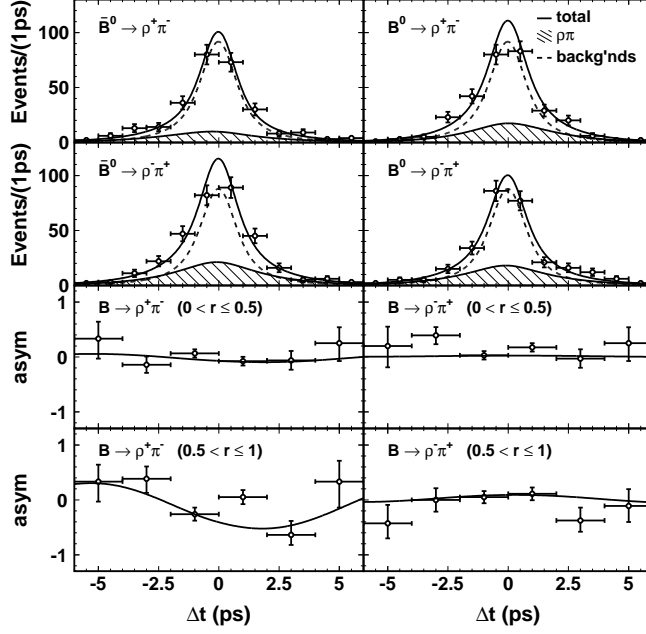 B̄⁰ → ρ⁺π⁻
B⁰ → ρ⁺π⁻
total
ρπ
backg'nds
Events/(1ps)
100
50
0
B̄⁰ → ρ⁻π⁺
B⁰ → ρ⁻π⁺
Events/(1ps)
100
50
0
B → ρ⁺π⁻ (0 < r ≤ 0.5)
B → ρ⁻π⁺ (0 < r ≤ 0.5)
asym
1
0
-1
B → ρ⁺π⁻ (0.5 < r ≤ 1)
B → ρ⁻π⁺ (0.5 < r ≤ 1)
asym
1
0
-1
-5 -2.5 0 2.5 5 -5 -2.5 0 2.5 5
Δt (ps) Δt (ps)